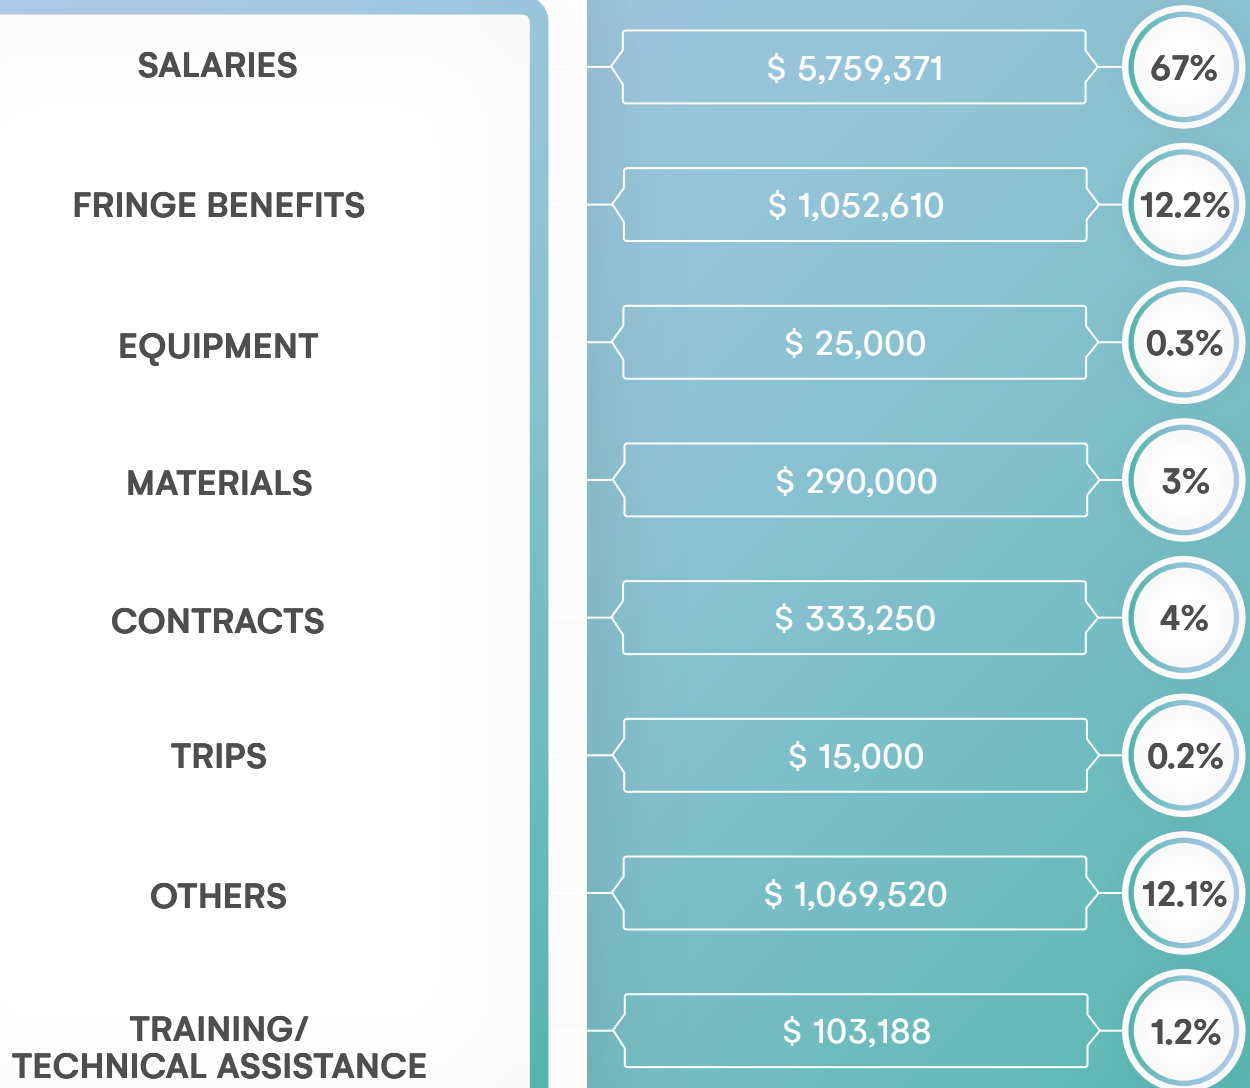 SALARIES
$ 5,759,371
67%
FRINGE BENEFITS
$ 1,052,610
12.2%
EQUIPMENT
$ 25,000
0.3%
MATERIALS
$ 290,000
3%
CONTRACTS
$ 333,250
4%
TRIPS
$ 15,000
0.2%
OTHERS
$ 1,069,520
12.1%
TRAINING/
TECHNICAL ASSISTANCE
$ 103,188
1.2%